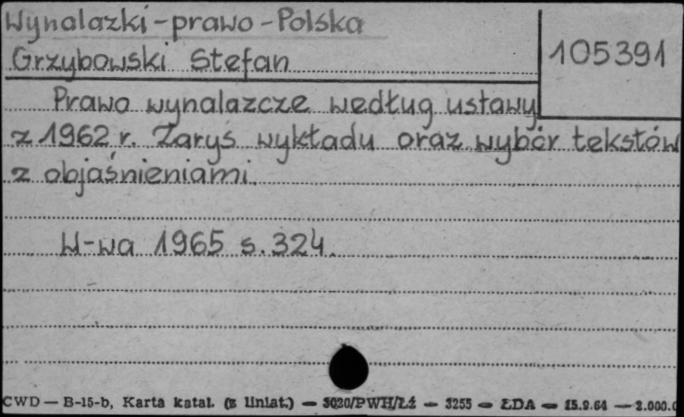 Wynalazki - prawo - Polska
Grzybowski Stefan
105391
Prawo wynalazcze według ustawy
z 1962 r. Zarys wykładu oraz wybór tekstów
z objaśnieniami.
W-wa 1965 s. 324.
CWD — B-15-b, Karta katal. (z liniat.) — 3020/PWH/Łź — 3255 — ŁDA — 15.9.64 — 2.000.0